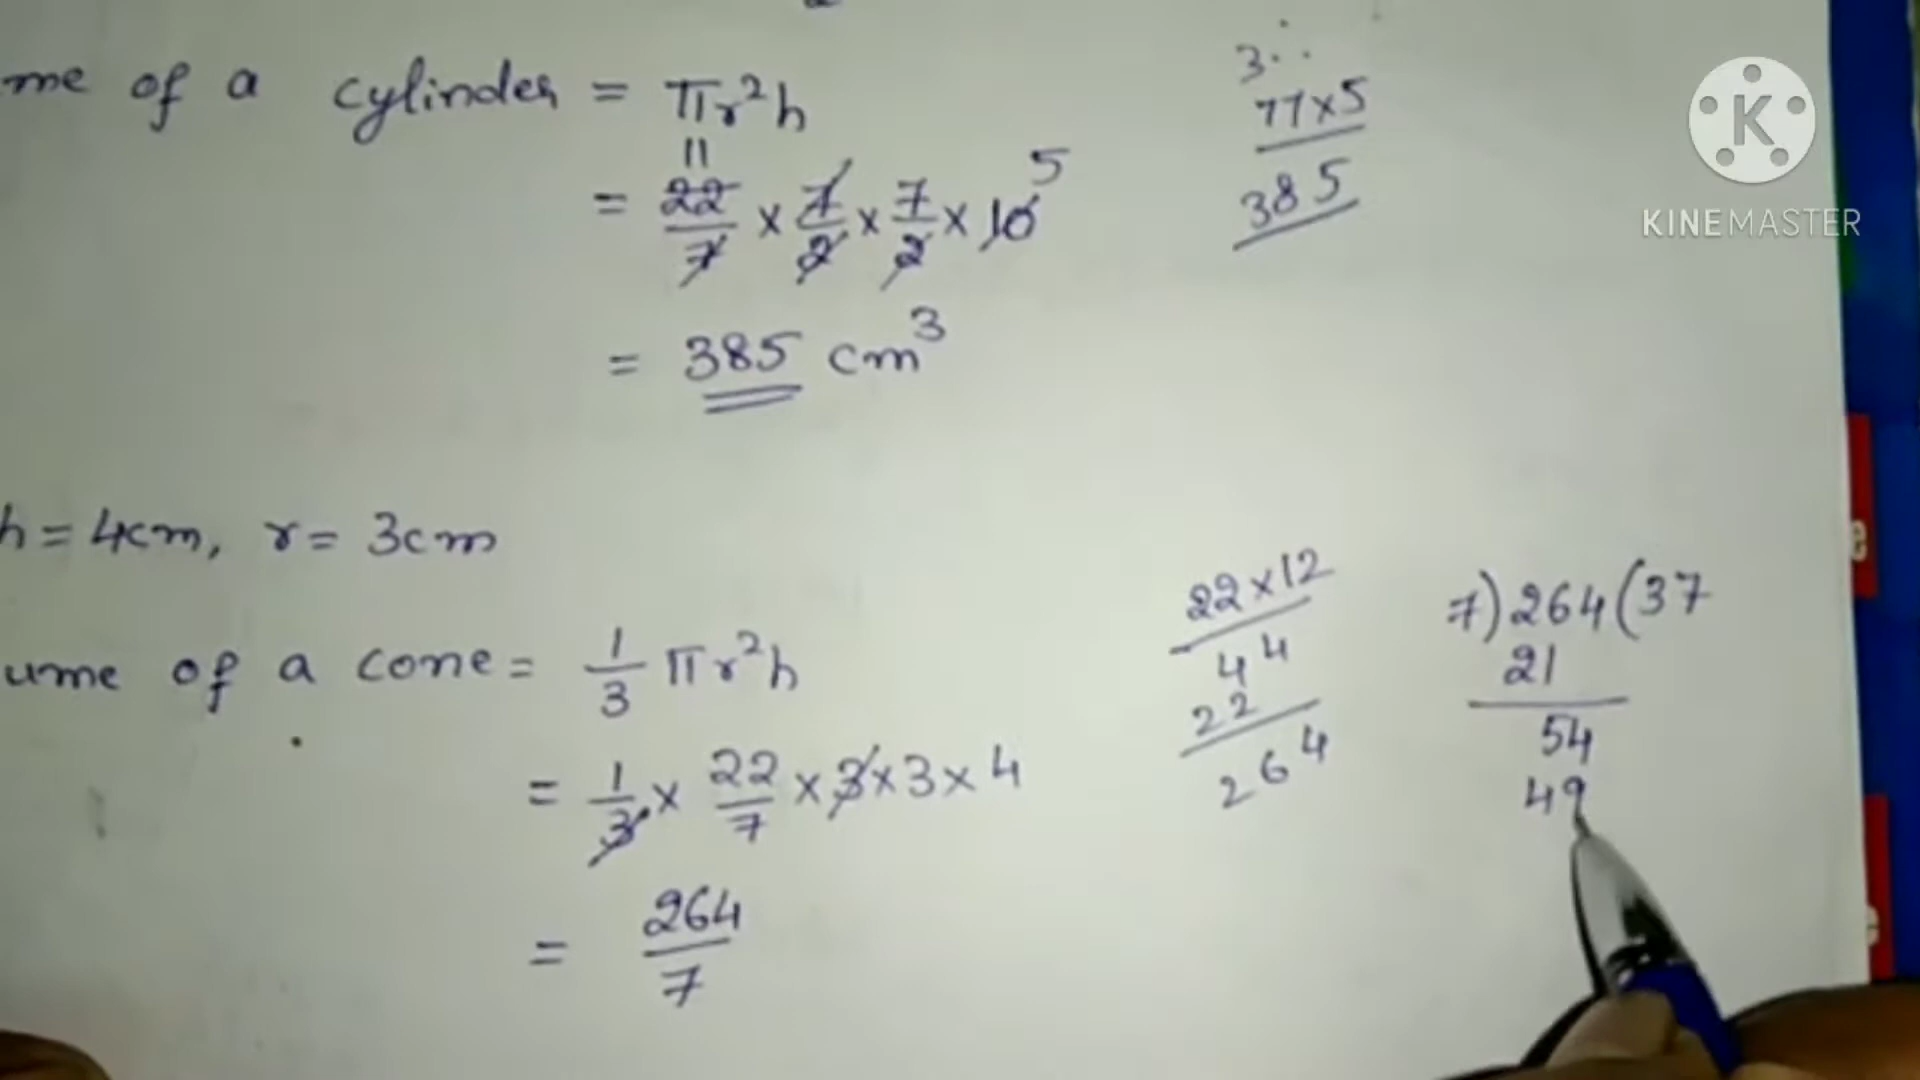 me of a cylinder = πr²h
= 22/7 × 7/2 × 7/2 × 10
11
5
= 385 cm³
3
77×5
385
KINEMASTER
h = 4cm, r = 3cm
ume of a cone = 1/3 πr²h
= 1/3 × 22/7 × 3 × 3 × 4
= 264/7
22×12
44
22
264
7)264(37
21
54
49
e
e